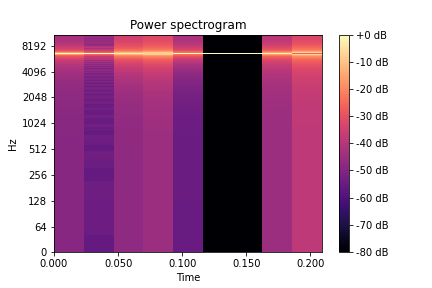 Power spectrogram
8192
4096
2048
1024
512
256
128
64
0
Hz
0.000 0.050 0.100 0.150 0.200
Time
+0 dB
-10 dB
-20 dB
-30 dB
-40 dB
-50 dB
-60 dB
-70 dB
-80 dB